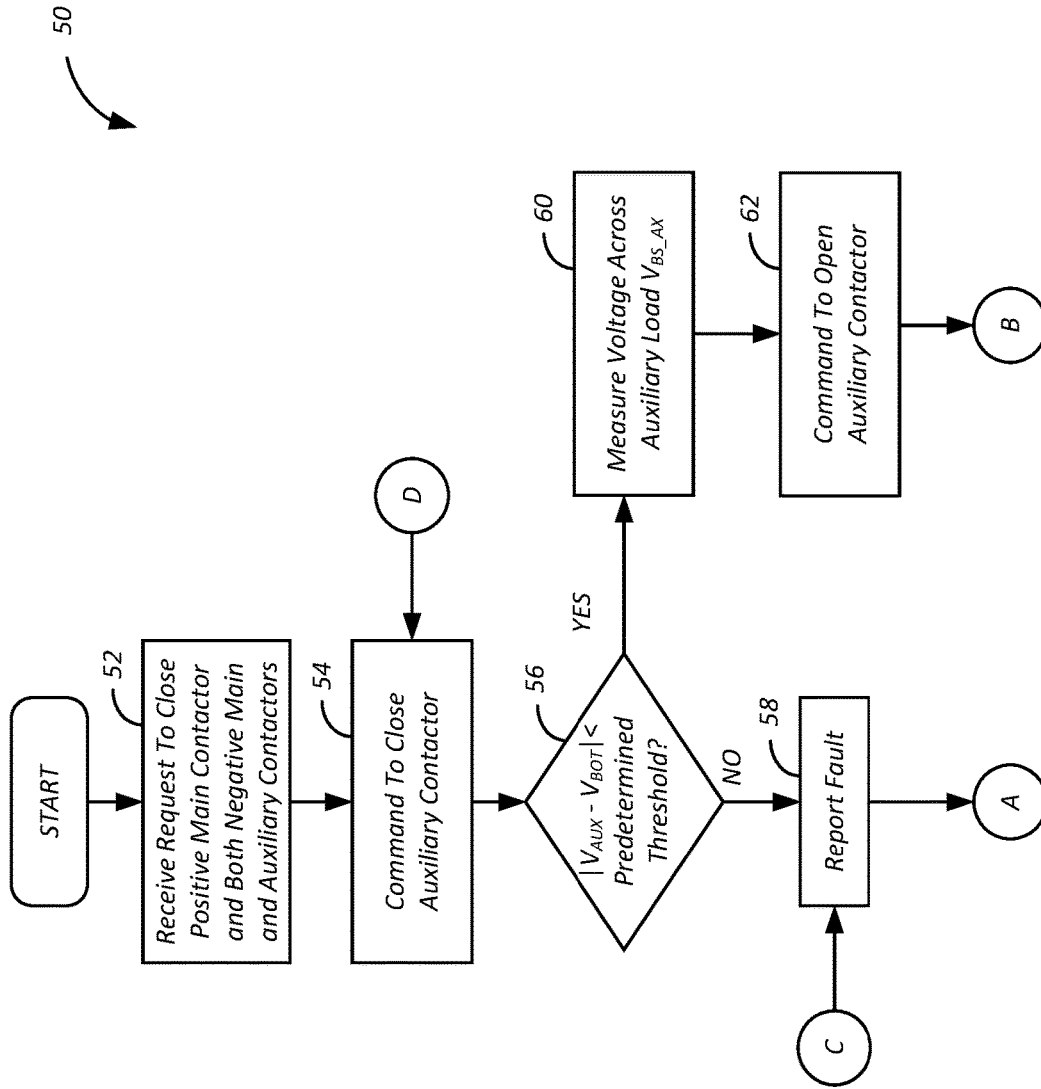 50
START
52
Receive Request To Close
Positive Main Contactor
and Both Negative Main
and Auxiliary Contactors
54
Command To Close
Auxiliary Contactor
D
56
|V_AUX - V_BOT|<
Predetermined
Threshold?
YES
NO
60
Measure Voltage Across
Auxiliary Load V_BS_AX
62
Command To Open
Auxiliary Contactor
B
58
Report Fault
C
A